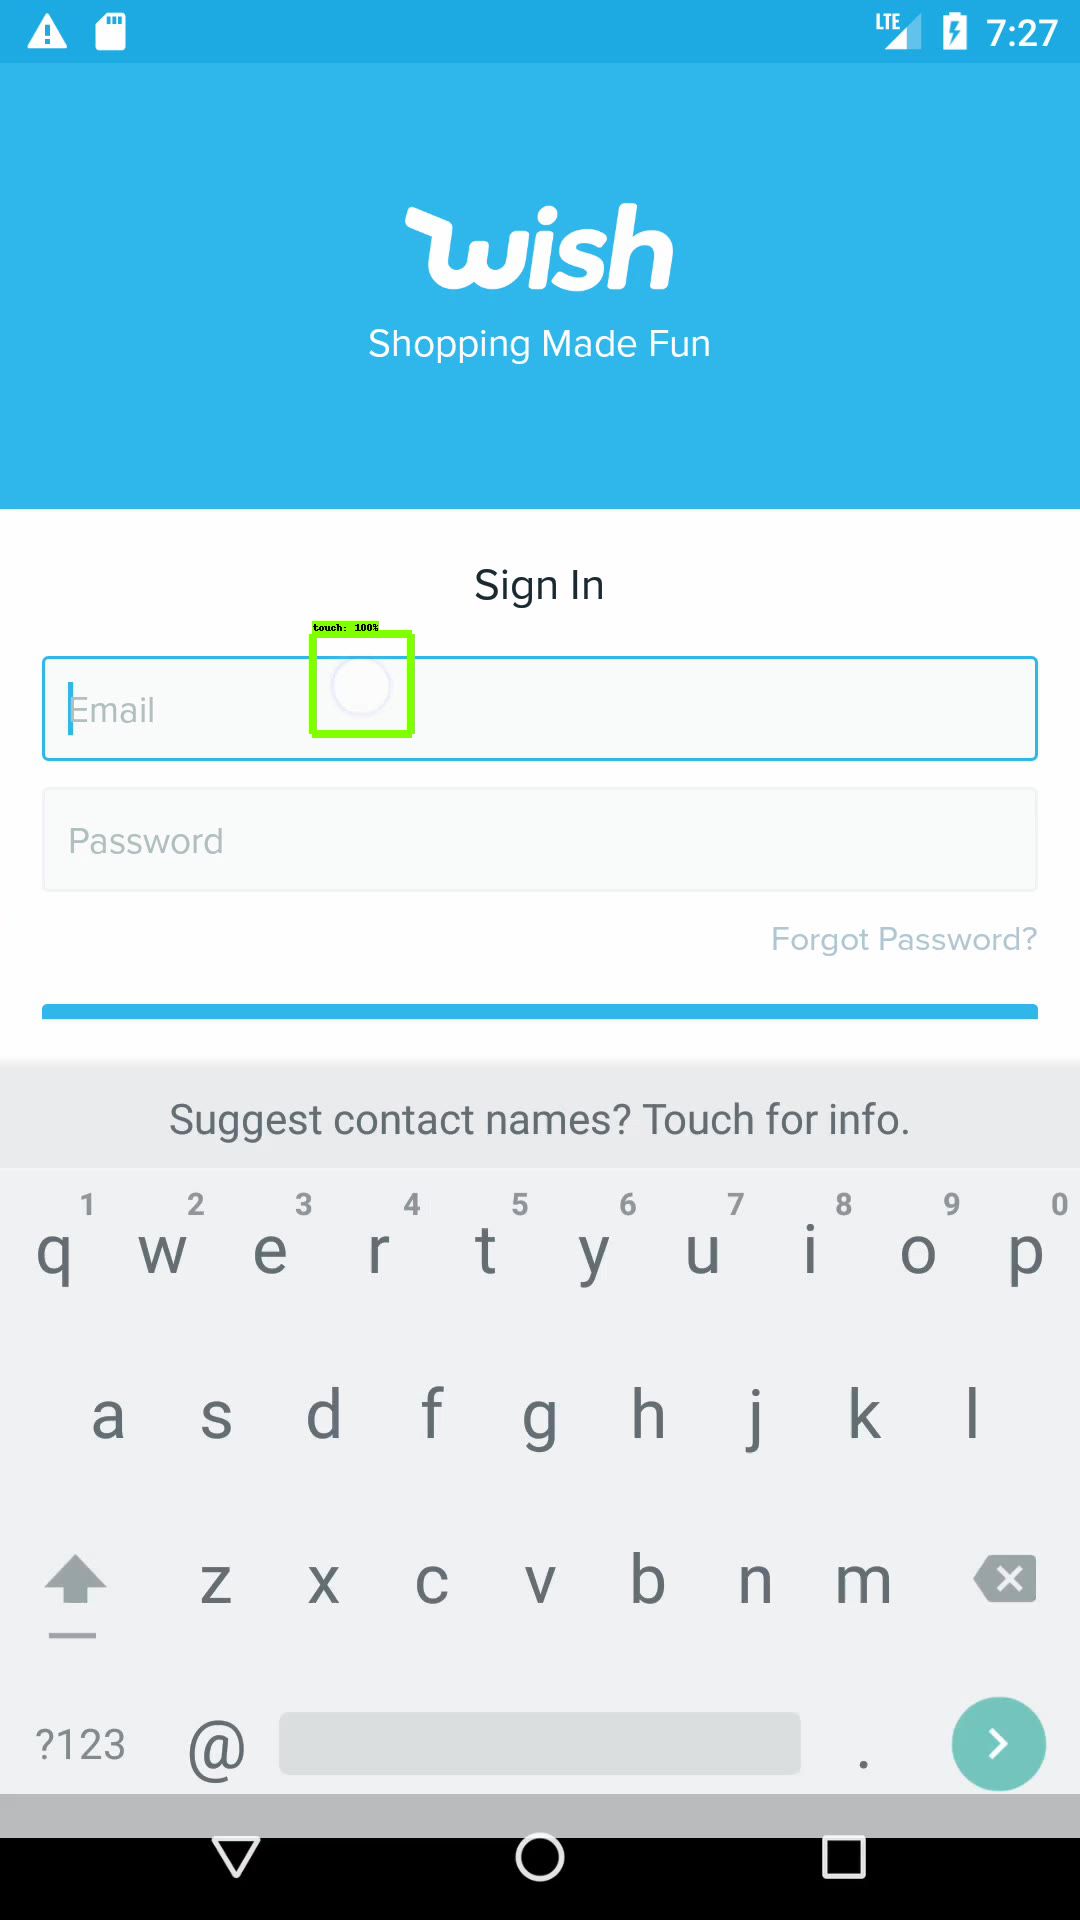 LTE 7:27
wish
Shopping Made Fun
Sign In
touch: 100%
Email
Password
Forgot Password?
Suggest contact names? Touch for info.
1 2 3 4 5 6 7 8 9 0
q w e r t y u i o p
a s d f g h j k l
z x c v b n m
?123 @ .